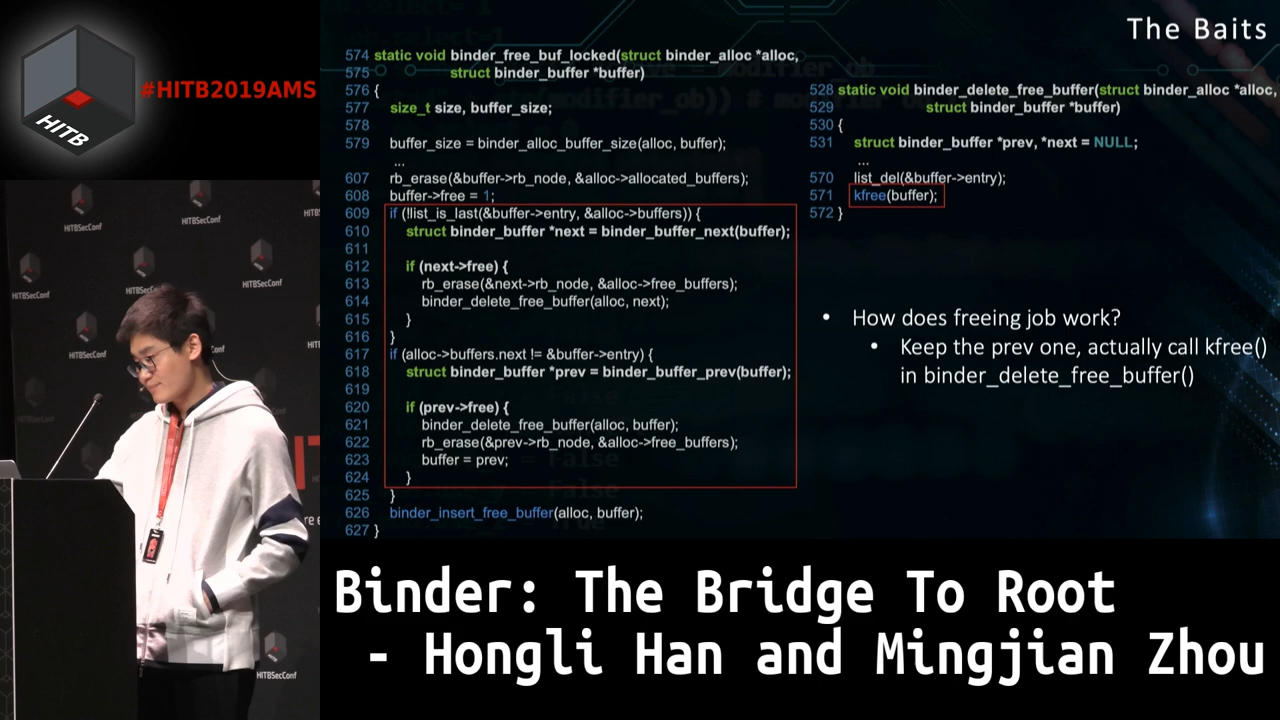 HITB
#HITB2019AMS
The Baits
574 static void binder_free_buf_locked(struct binder_alloc *alloc,
575 struct binder_buffer *buffer)
576 {
577 size_t size, buffer_size;
578
579 buffer_size = binder_alloc_buffer_size(alloc, buffer);
...
607 rb_erase(&buffer->rb_node, &alloc->allocated_buffers);
608 buffer->free = 1;
609 if (!list_is_last(&buffer->entry, &alloc->buffers)) {
610 struct binder_buffer *next = binder_buffer_next(buffer);
611
612 if (next->free) {
613 rb_erase(&next->rb_node, &alloc->free_buffers);
614 binder_delete_free_buffer(alloc, next);
615 }
616 }
617 if (alloc->buffers.next != &buffer->entry) {
618 struct binder_buffer *prev = binder_buffer_prev(buffer);
619
620 if (prev->free) {
621 binder_delete_free_buffer(alloc, buffer);
622 rb_erase(&prev->rb_node, &alloc->free_buffers);
623 buffer = prev;
624 }
625 }
626 binder_insert_free_buffer(alloc, buffer);
627 }
528 static void binder_delete_free_buffer(struct binder_alloc *alloc,
529 struct binder_buffer *buffer)
530 {
531 struct binder_buffer *prev, *next = NULL;
...
570 list_del(&buffer->entry);
571 kfree(buffer);
572 }
• How does freeing job work?
• Keep the prev one, actually call kfree()
in binder_delete_free_buffer()
HITBSecConf
HITBSecConf
HITBSecConf
HITBSecConf
HITBSecConf
HITBSecConf
HITBSecConf
Binder: The Bridge To Root
- Hongli Han and Mingjian Zhou